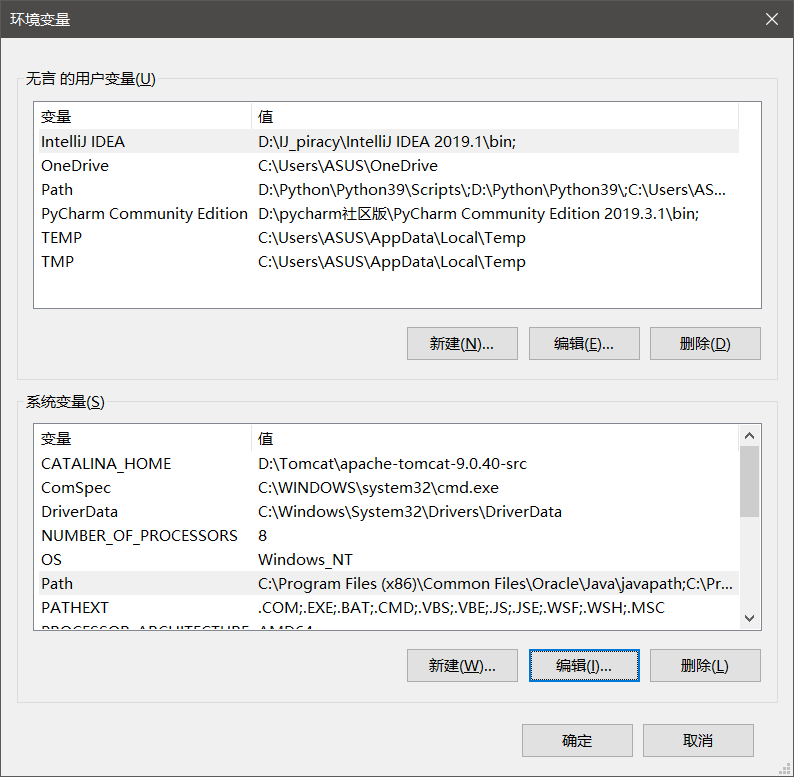 环境变量
无言 的用户变量(U)
变量 值
IntelliJ IDEA D:\IJ_piracy\IntelliJ IDEA 2019.1\bin;
OneDrive C:\Users\ASUS\OneDrive
Path D:\Python\Python39\Scripts\;D:\Python\Python39\;C:\Users\AS...
PyCharm Community Edition D:\pycharm社区版\PyCharm Community Edition 2019.3.1\bin;
TEMP C:\Users\ASUS\AppData\Local\Temp
TMP C:\Users\ASUS\AppData\Local\Temp
新建(N)... 编辑(E)... 删除(D)
系统变量(S)
变量 值
CATALINA_HOME D:\Tomcat\apache-tomcat-9.0.40-src
ComSpec C:\WINDOWS\system32\cmd.exe
DriverData C:\Windows\System32\Drivers\DriverData
NUMBER_OF_PROCESSORS 8
OS Windows_NT
Path C:\Program Files (x86)\Common Files\Oracle\Java\javapath;C:\Pr...
PATHEXT .COM;.EXE;.BAT;.CMD;.VBS;.VBE;.JS;.JSE;.WSF;.WSH;.MSC
PROCESSOR_ARCHITECTURE AMD64
新建(W)... 编辑(I)... 删除(L)
确定 取消